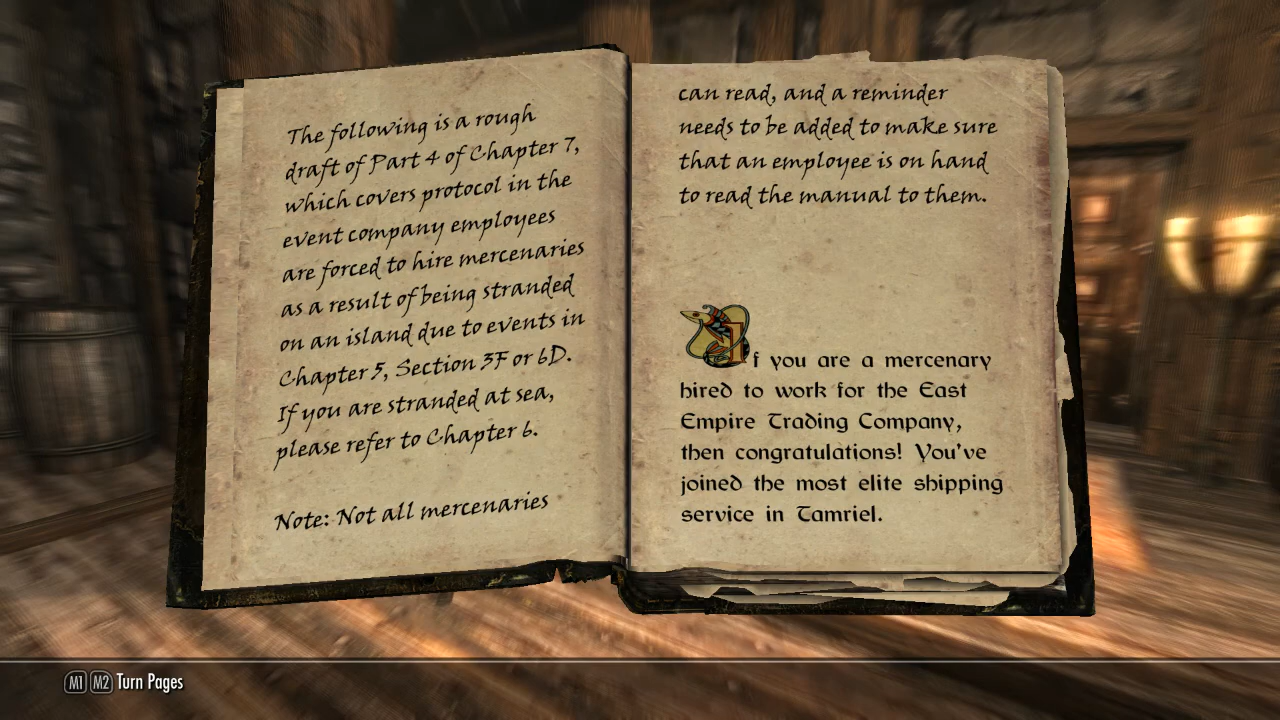 The following is a rough
draft of Part 4 of Chapter 7,
which covers protocol in the
event company employees
are forced to hire mercenaries
as a result of being stranded
on an island due to events in
Chapter 5, Section 3F or 6D.
If you are stranded at sea,
please refer to Chapter 6.
Note: Not all mercenaries
can read, and a reminder
needs to be added to make sure
that an employee is on hand
to read the manual to them.
If you are a mercenary
hired to work for the East
Empire Trading Company,
then congratulations! You've
joined the most elite shipping
service in Tamriel.
M1 M2 Turn Pages